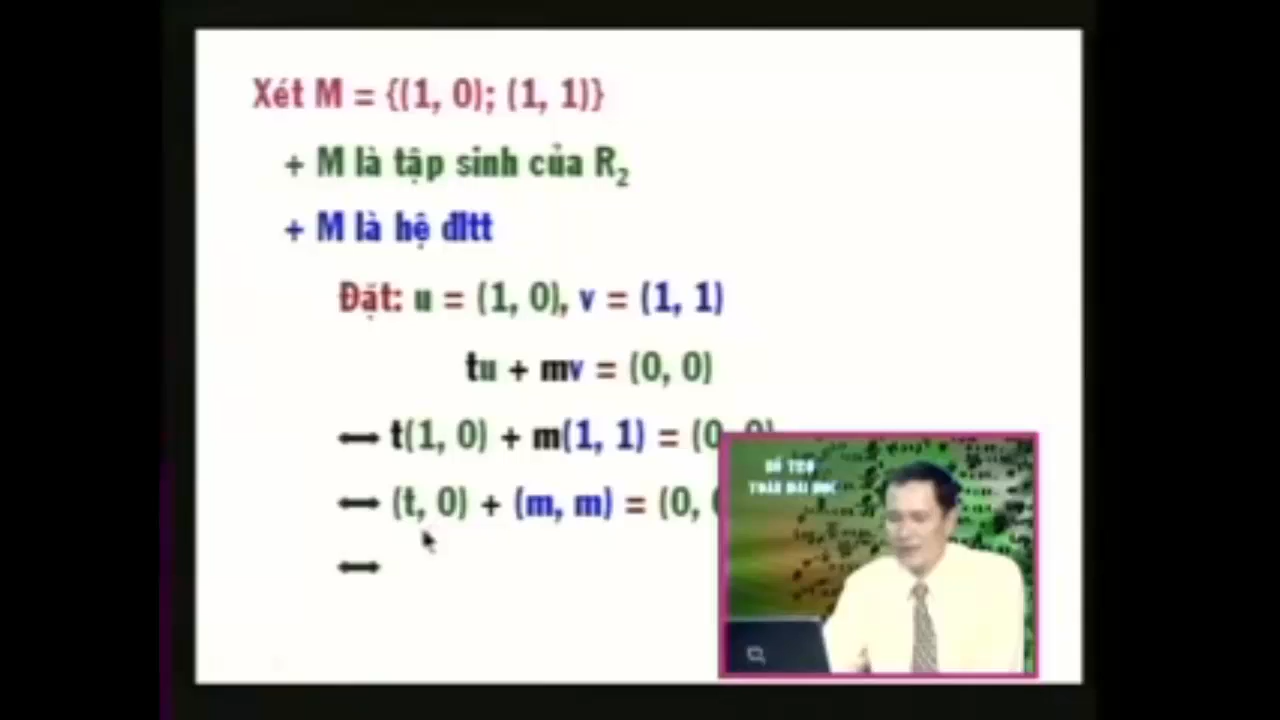 Xét M = {(1, 0); (1, 1)}
+ M là tập sinh của R₂
+ M là hệ đltt
Đặt: u = (1, 0), v = (1, 1)
tu + mv = (0, 0)
⟷ t(1, 0) + m(1, 1) = (0, 0)
⟷ (t, 0) + (m, m) = (0,
⟷